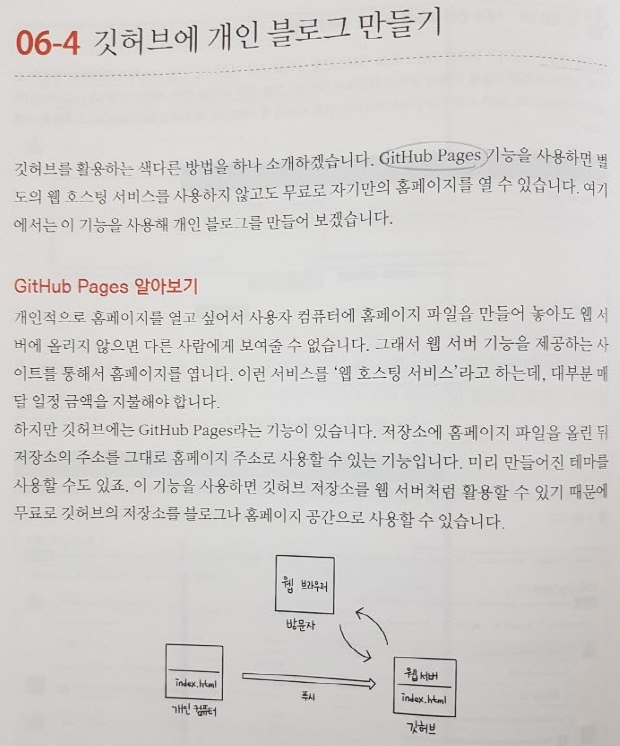 06-4 깃허브에 개인 블로그 만들기
깃허브를 활용하는 색다른 방법을 하나 소개하겠습니다. GitHub Pages 기능을 사용하면 별
도의 웹 호스팅 서비스를 사용하지 않고도 무료로 자기만의 홈페이지를 열 수 있습니다. 여기
에서는 이 기능을 사용해 개인 블로그를 만들어 보겠습니다.
GitHub Pages 알아보기
개인적으로 홈페이지를 열고 싶어서 사용자 컴퓨터에 홈페이지 파일을 만들어 놓아도 웹 서
버에 올리지 않으면 다른 사람에게 보여줄 수 없습니다. 그래서 웹 서버 기능을 제공하는 사
이트를 통해서 홈페이지를 엽니다. 이런 서비스를 ‘웹 호스팅 서비스’라고 하는데, 대부분 매
달 일정 금액을 지불해야 합니다.
하지만 깃허브에는 GitHub Pages라는 기능이 있습니다. 저장소에 홈페이지 파일을 올린 뒤
저장소의 주소를 그대로 홈페이지 주소로 사용할 수 있는 기능입니다. 미리 만들어진 테마를
사용할 수도 있죠. 이 기능을 사용하면 깃허브 저장소를 웹 서버처럼 활용할 수 있기 때문에
무료로 깃허브의 저장소를 블로그나 홈페이지 공간으로 사용할 수 있습니다.
웹 브라우저
방문자
index.html
개인 컴퓨터
푸시
웹 서버
index.html
깃허브